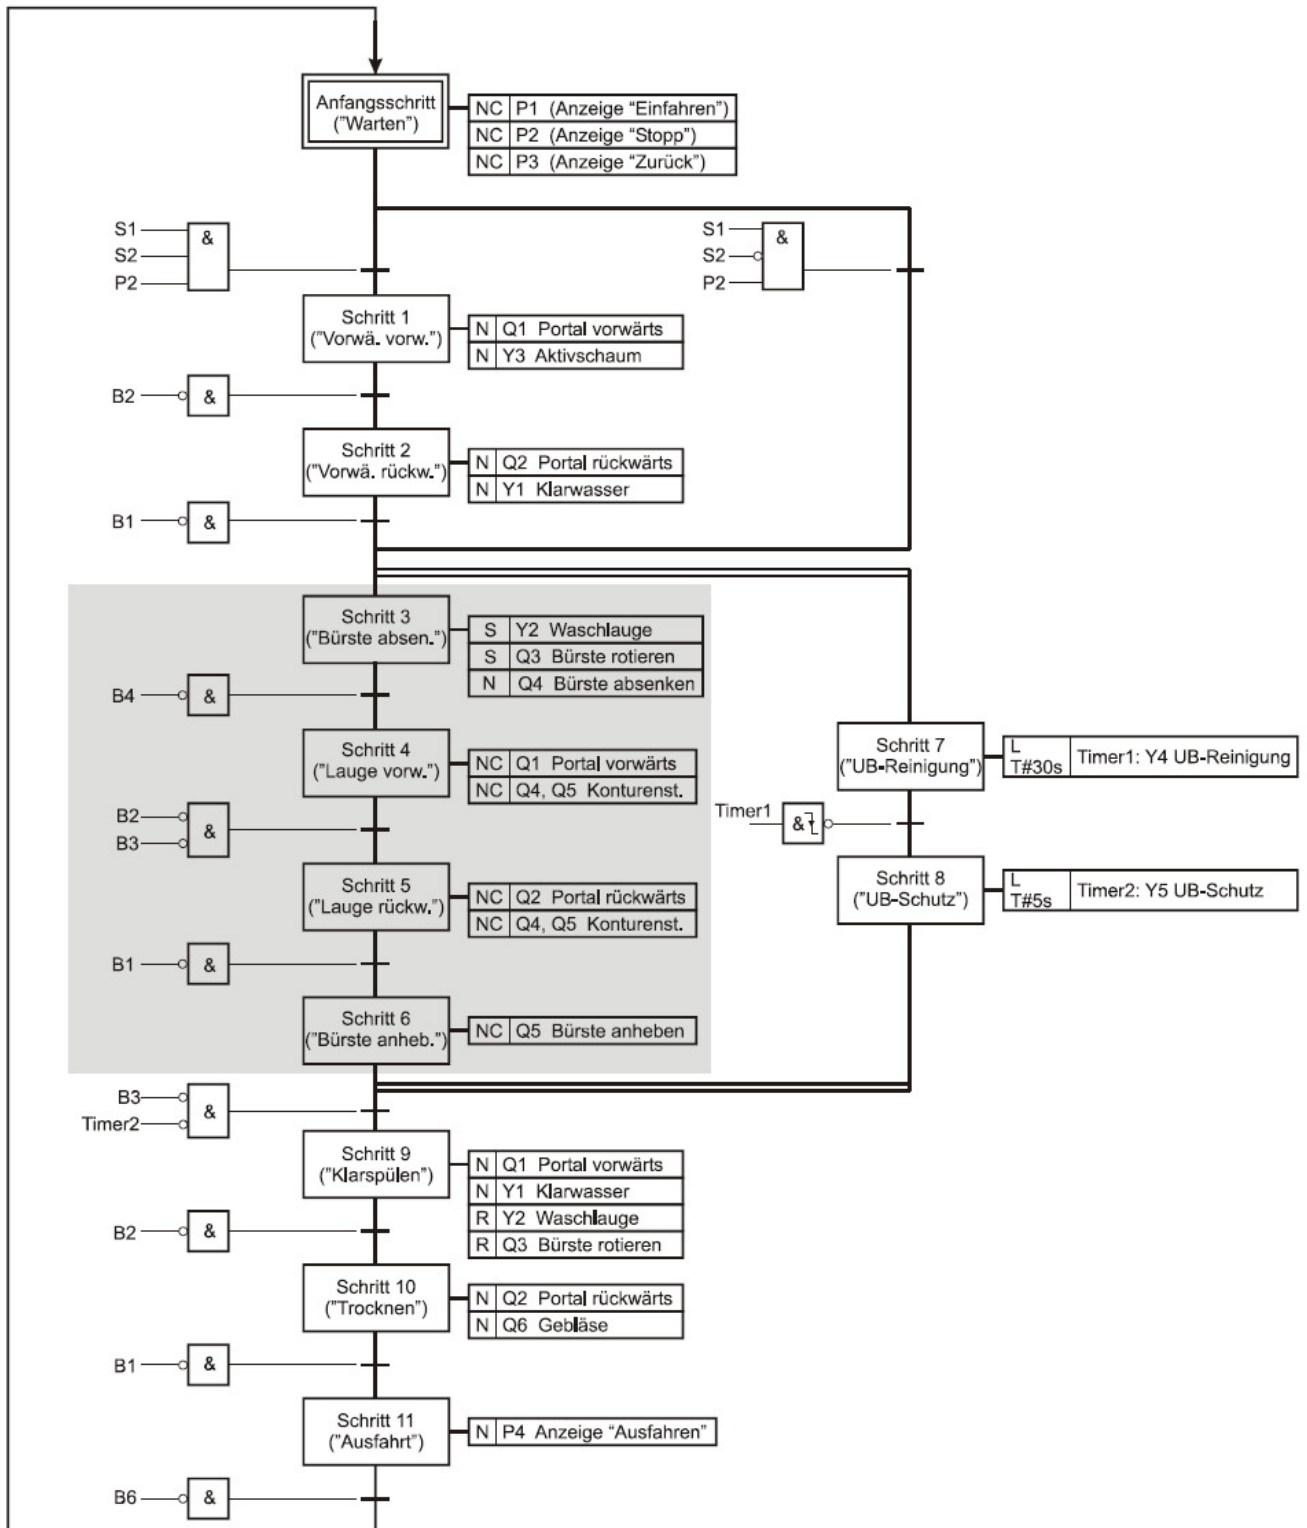 Anfangsschritt
("Warten")
NC P1 (Anzeige “Einfahren”)
NC P2 (Anzeige “Stopp”)
NC P3 (Anzeige “Zurück”)
S1
S2
P2
&
S1
S2
P2
&
Schritt 1
("Vorwä. vorw.")
N Q1 Portal vorwärts
N Y3 Aktivschaum
B2
&
Schritt 2
("Vorwä. rückw.")
N Q2 Portal rückwärts
N Y1 Klarwasser
B1
&
Schritt 3
("Bürste absen.")
S Y2 Waschlauge
S Q3 Bürste rotieren
N Q4 Bürste absenken
B4
&
Schritt 4
("Lauge vorw.")
NC Q1 Portal vorwärts
NC Q4, Q5 Konturenst.
Schritt 7
("UB-Reinigung")
L
T#30s
Timer1: Y4 UB-Reinigung
B2
B3
&
Timer1
&
Schritt 5
("Lauge rückw.")
NC Q2 Portal rückwärts
NC Q4, Q5 Konturenst.
Schritt 8
("UB-Schutz")
L
T#5s
Timer2: Y5 UB-Schutz
B1
&
Schritt 6
("Bürste anheb.")
NC Q5 Bürste anheben
B3
Timer2
&
Schritt 9
("Klarspülen")
N Q1 Portal vorwärts
N Y1 Klarwasser
R Y2 Waschlauge
R Q3 Bürste rotieren
B2
&
Schritt 10
("Trocknen")
N Q2 Portal rückwärts
N Q6 Gebläse
B1
&
Schritt 11
("Ausfahrt")
N P4 Anzeige “Ausfahren”
B6
&